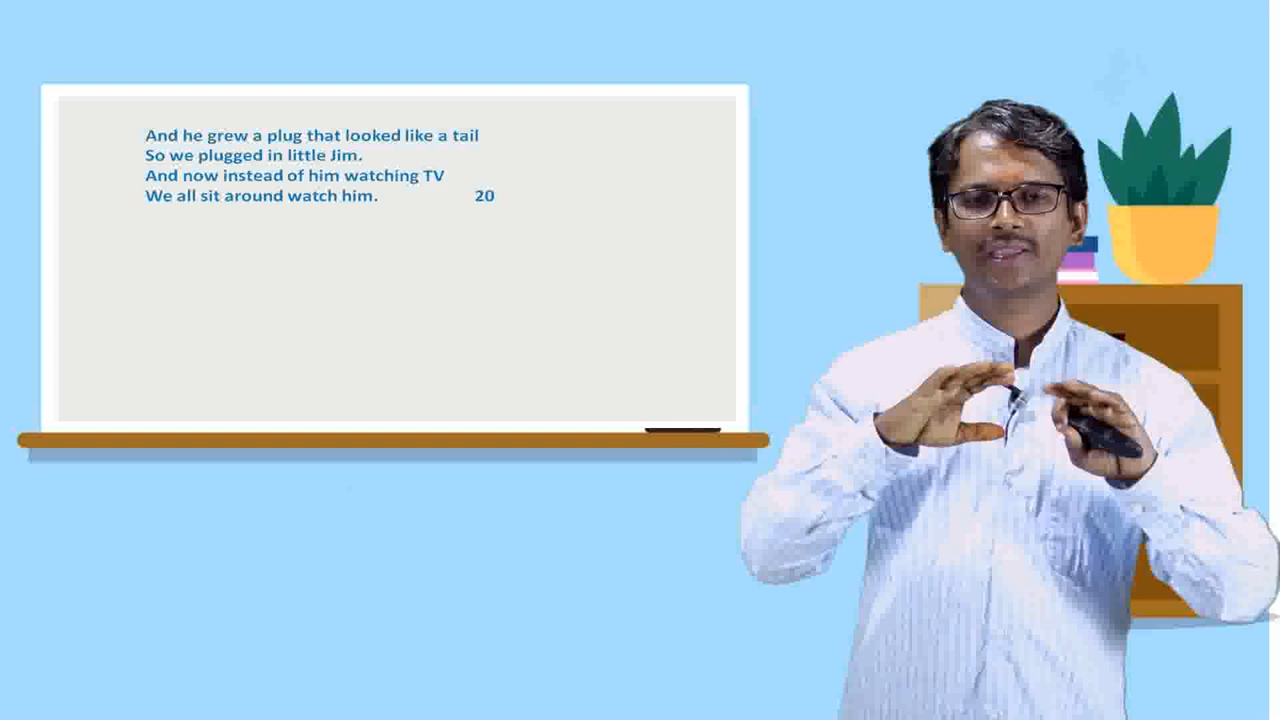 And he grew a plug that looked like a tail
So we plugged in little Jim.
And now instead of him watching TV
We all sit around watch him. 20